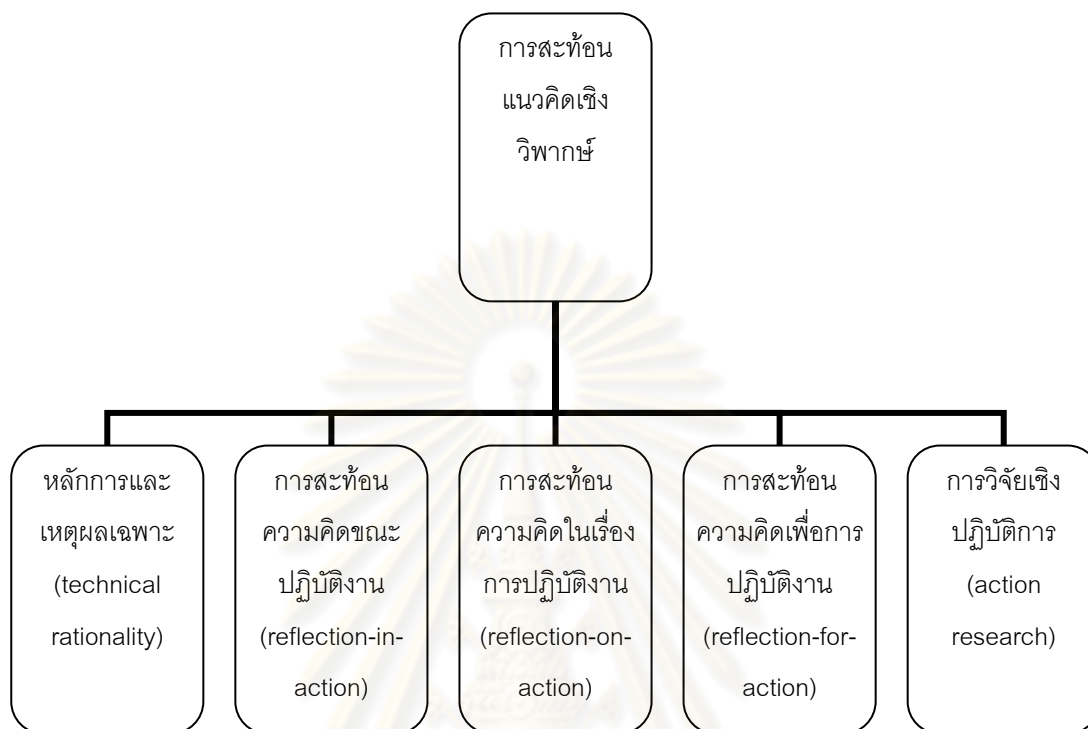 การสะท้อน
แนวคิดเชิง
วิพากษ์
หลักการและ
เหตุผลเฉพาะ
(technical
rationality)
การสะท้อน
ความคิดขณะ
ปฏิบัติงาน
(reflection-in-
action)
การสะท้อน
ความคิดในเรื่อง
การปฏิบัติงาน
(reflection-on-
action)
การสะท้อน
ความคิดเพื่อการ
ปฏิบัติงาน
(reflection-for-
action)
การวิจัยเชิง
ปฏิบัติการ
(action
research)